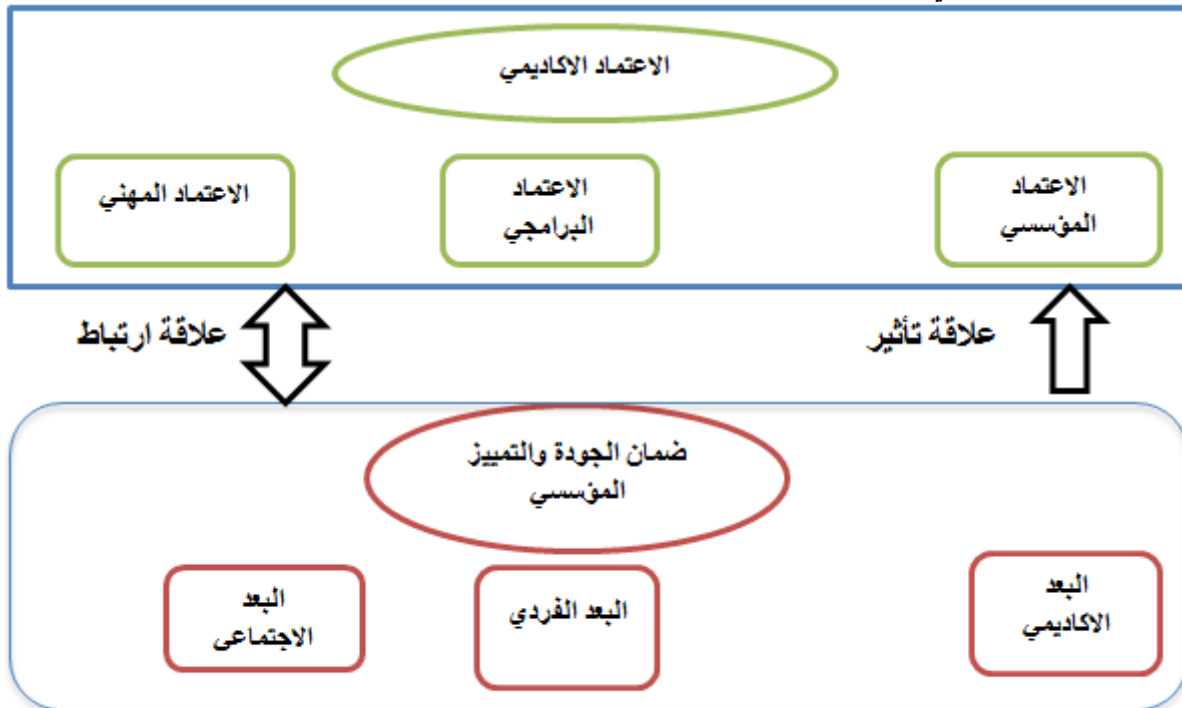 الاعتماد الاكاديمي
الاعتماد
المؤسسي
الاعتماد
البرامجي
الاعتماد المهني
علاقة تأثير
علاقة ارتباط
ضمان الجودة والتمييز
المؤسسي
البعد
الاكاديمي
البعد الفردي
البعد
الاجتماعى